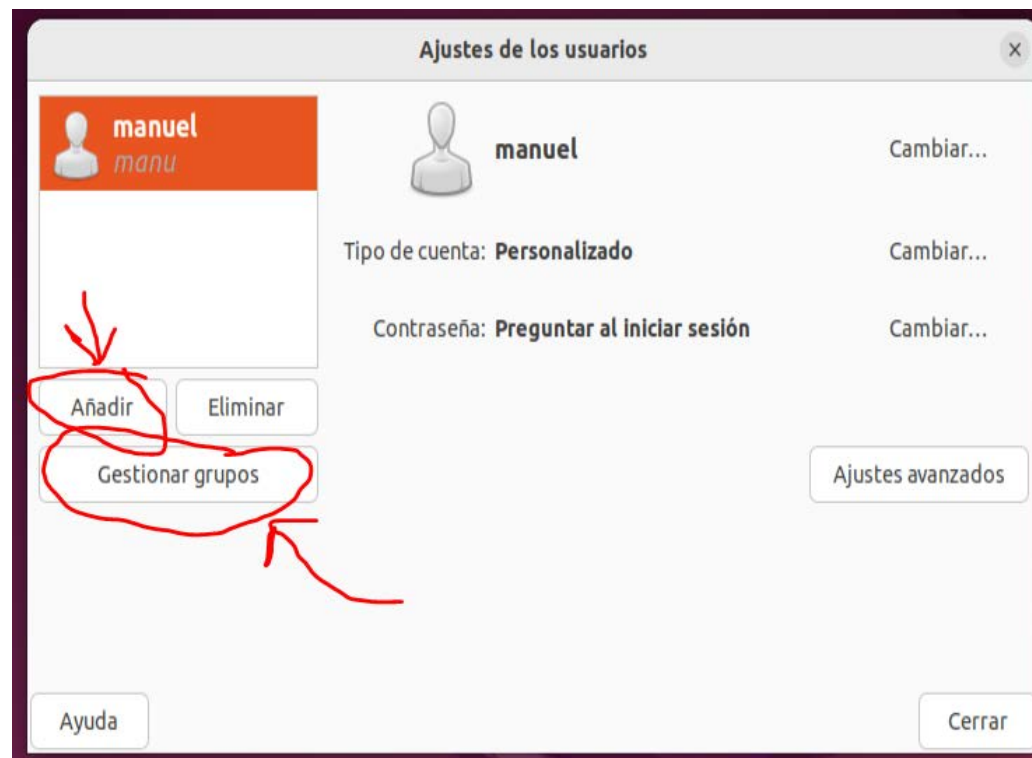 Ajustes de los usuarios
manuel
manu
manuel
Cambiar...
Tipo de cuenta: Personalizado
Cambiar...
Contraseña: Preguntar al iniciar sesión
Cambiar...
Añadir
Eliminar
Gestionar grupos
Ajustes avanzados
Ayuda
Cerrar